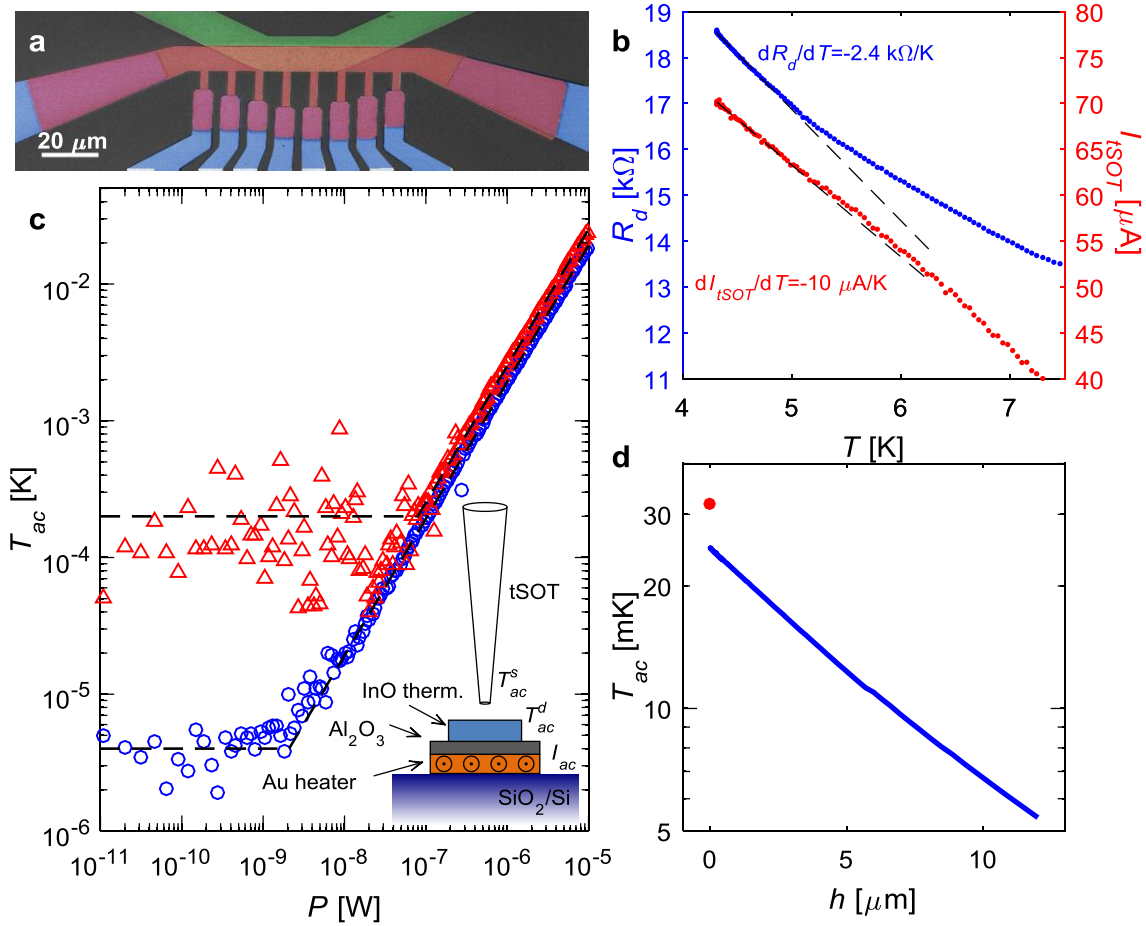 a
20 μm
b
19
18
17
16
15
14
13
12
11
R_d [kΩ]
dR_d/dT=-2.4 kΩ/K
dI_tSOT/dT=-10 μA/K
80
75
70
65
60
55
50
45
40
I_tSOT [μA]
4
5
6
7
T [K]
c
10^-2
10^-3
10^-4
10^-5
10^-6
T_ac [K]
tSOT
T^s_ac
InO therm.
T^d_ac
Al_2O_3
I_ac
Au heater
SiO_2/Si
10^-11
10^-10
10^-9
10^-8
10^-7
10^-6
10^-5
P [W]
d
30
20
10
5
T_ac [mK]
0
5
10
h [μm]